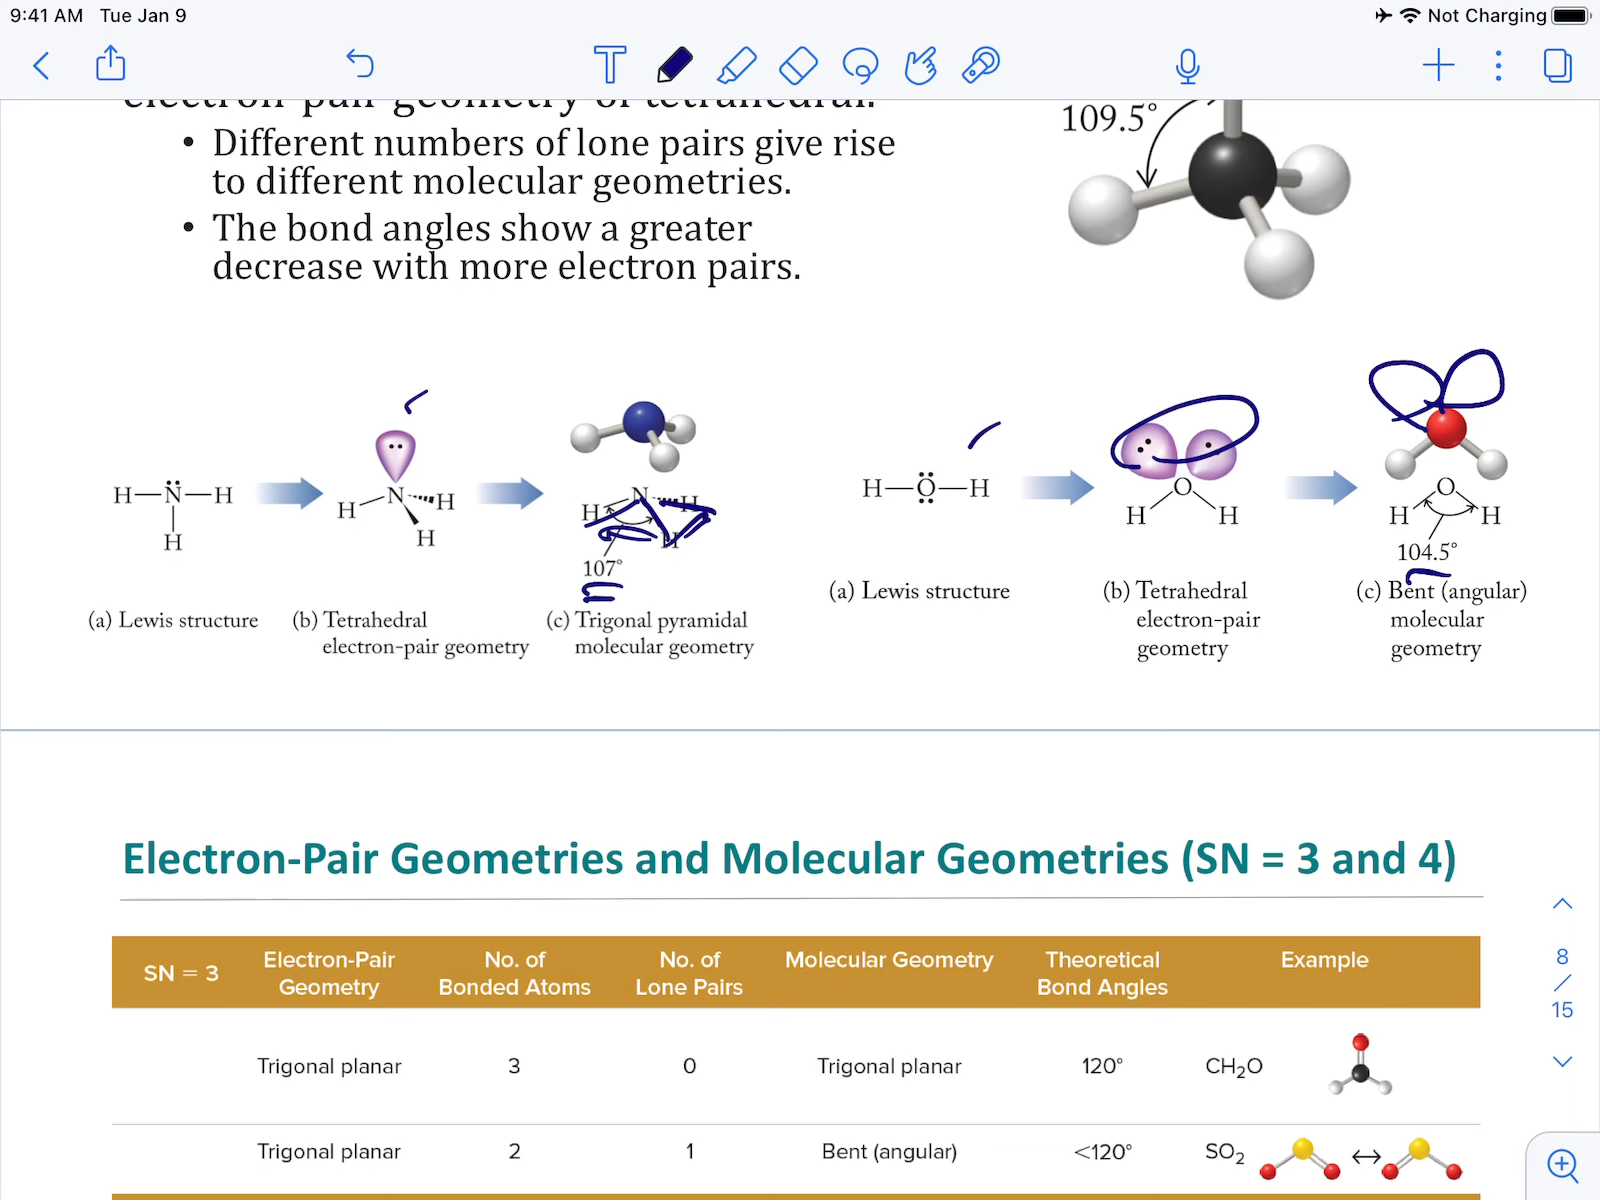 9:41 AM Tue Jan 9
Not Charging
electron-pair geometry of tetrahedral.
• Different numbers of lone pairs give rise
to different molecular geometries.
• The bond angles show a greater
decrease with more electron pairs.
109.5°
H—N̈—H
H
H N H
H
H N H
H
107°
(a) Lewis structure
(b) Tetrahedral
electron-pair geometry
(c) Trigonal pyramidal
molecular geometry
H—Ö—H
O
H H
O
H H
104.5°
(a) Lewis structure
(b) Tetrahedral
electron-pair
geometry
(c) Bent (angular)
molecular
geometry
Electron-Pair Geometries and Molecular Geometries (SN = 3 and 4)
SN = 3
Electron-Pair
Geometry
No. of
Bonded Atoms
No. of
Lone Pairs
Molecular Geometry
Theoretical
Bond Angles
Example
Trigonal planar 3 0 Trigonal planar 120° CH₂O
Trigonal planar 2 1 Bent (angular) <120° SO₂
8
/
15